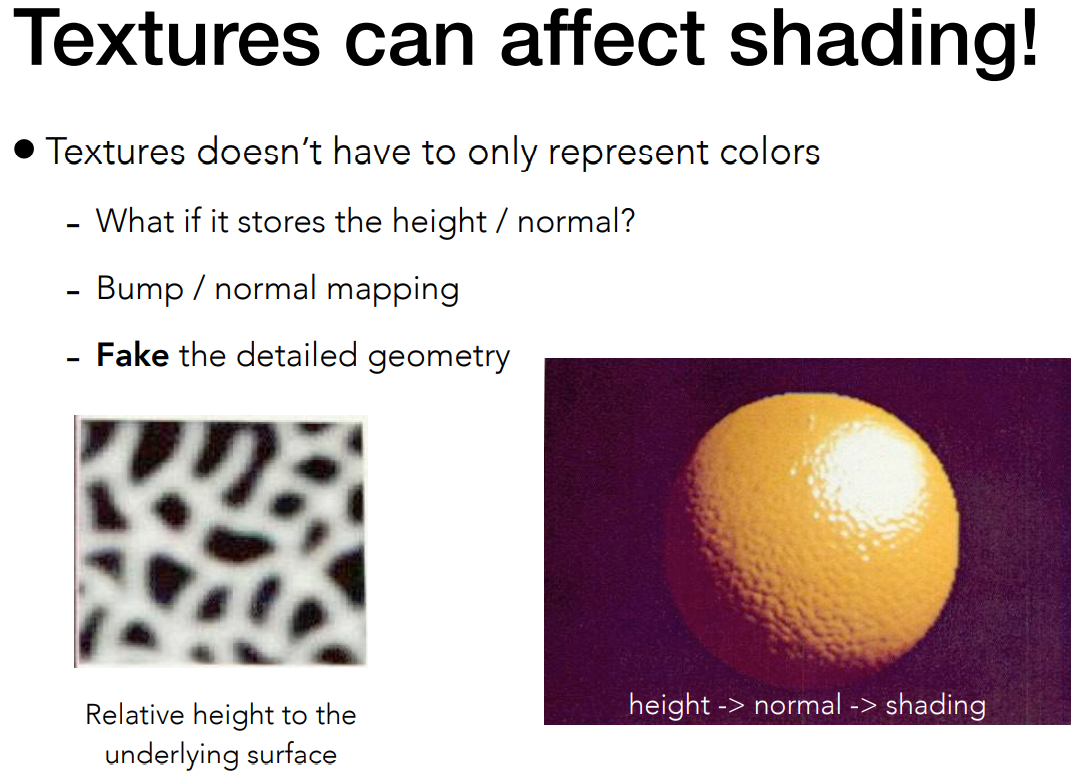 Textures can affect shading!
● Textures doesn’t have to only represent colors
- What if it stores the height / normal?
- Bump / normal mapping
- Fake the detailed geometry
Relative height to the
underlying surface
height -> normal -> shading